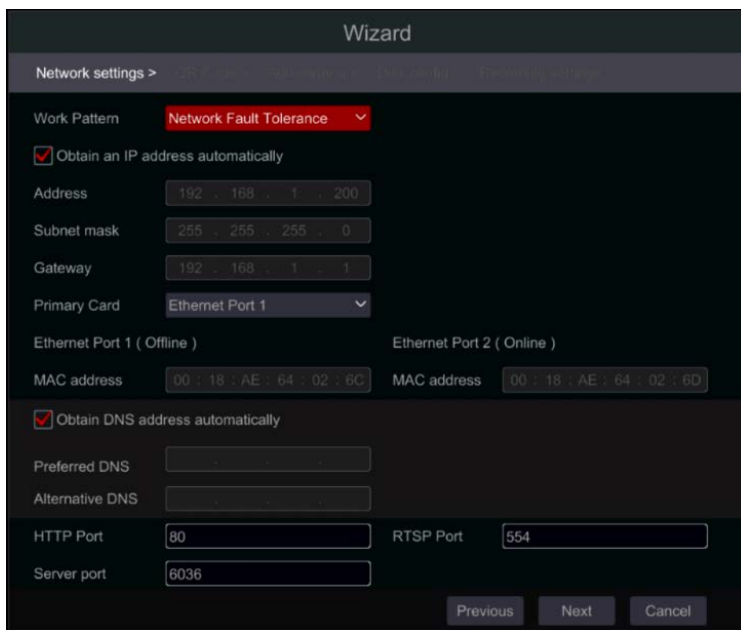 Wizard
Network settings >
Work Pattern Network Fault Tolerance
Obtain an IP address automatically
Address 192 . 168 . 1 . 200
Subnet mask 255 . 255 . 255 . 0
Gateway 192 . 168 . 1 . 1
Primary Card Ethernet Port 1
Ethernet Port 1 ( Offline ) Ethernet Port 2 ( Online )
MAC address 00 : 18 : AE : 64 : 02 : 6C MAC address 00 : 18 : AE : 64 : 02 : 6D
Obtain DNS address automatically
Preferred DNS . . .
Alternative DNS . . .
HTTP Port 80 RTSP Port 554
Server port 6036
Previous Next Cancel